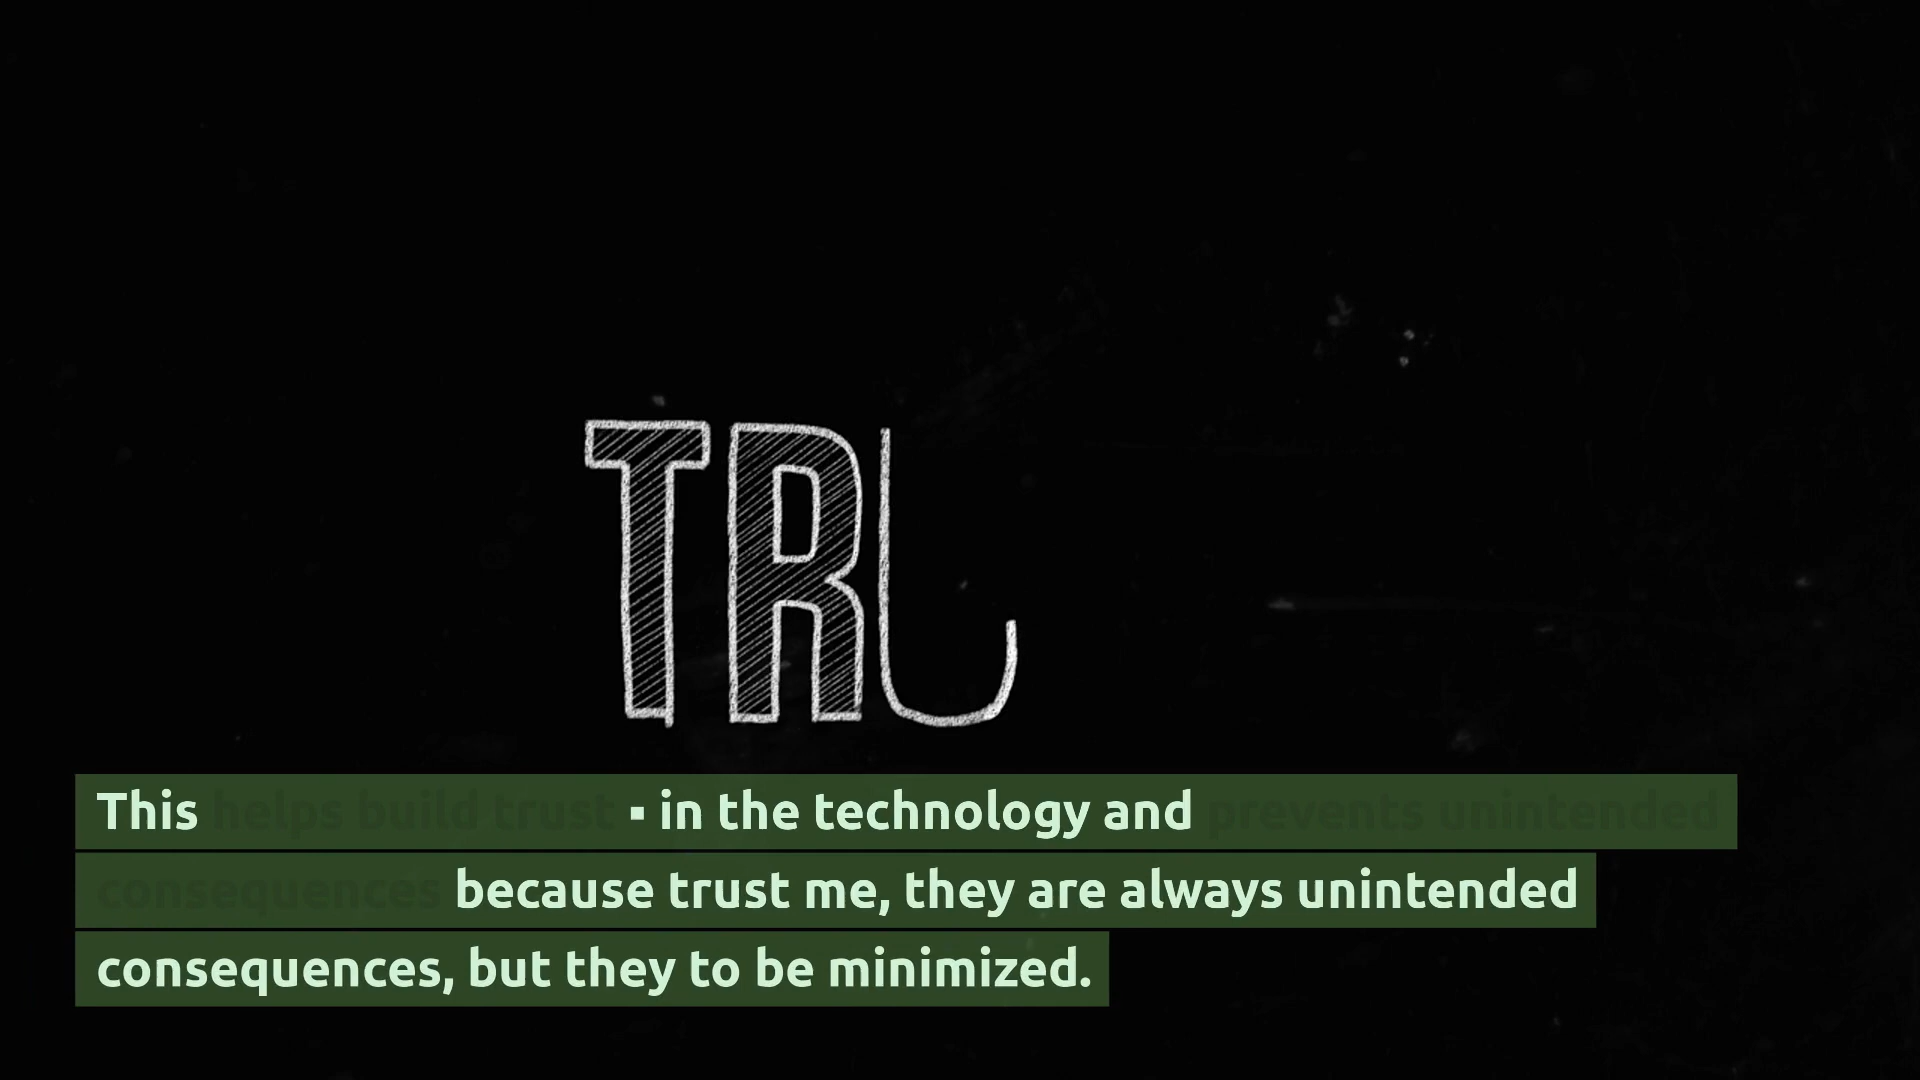 TRU
This helps build trust ▪ in the technology and prevents unintended
consequences because trust me, they are always unintended
consequences, but they to be minimized.